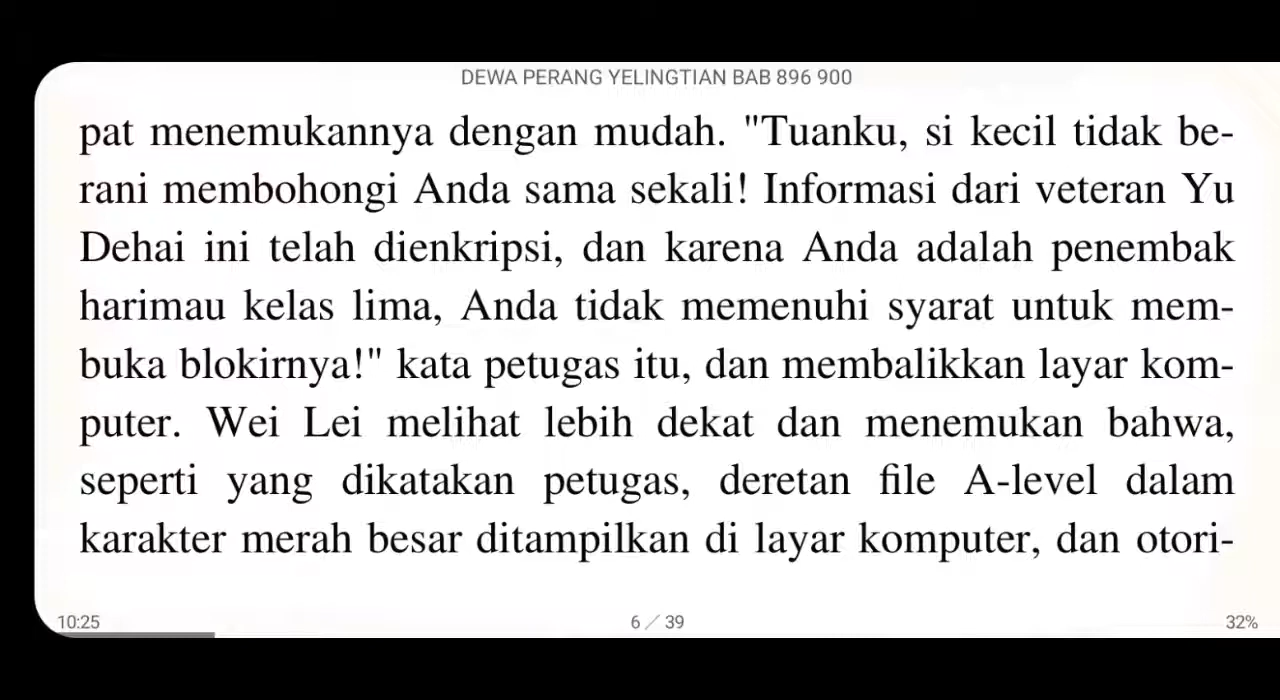 DEWA PERANG YELINGTIAN BAB 896 900
pat menemukannya dengan mudah. "Tuanku, si kecil tidak be-
rani membohongi Anda sama sekali! Informasi dari veteran Yu
Dehai ini telah dienkripsi, dan karena Anda adalah penembak
harimau kelas lima, Anda tidak memenuhi syarat untuk mem-
buka blokirnya!" kata petugas itu, dan membalikkan layar kom-
puter. Wei Lei melihat lebih dekat dan menemukan bahwa,
seperti yang dikatakan petugas, deretan file A-level dalam
karakter merah besar ditampilkan di layar komputer, dan otori-
10:25 6 / 39 32%